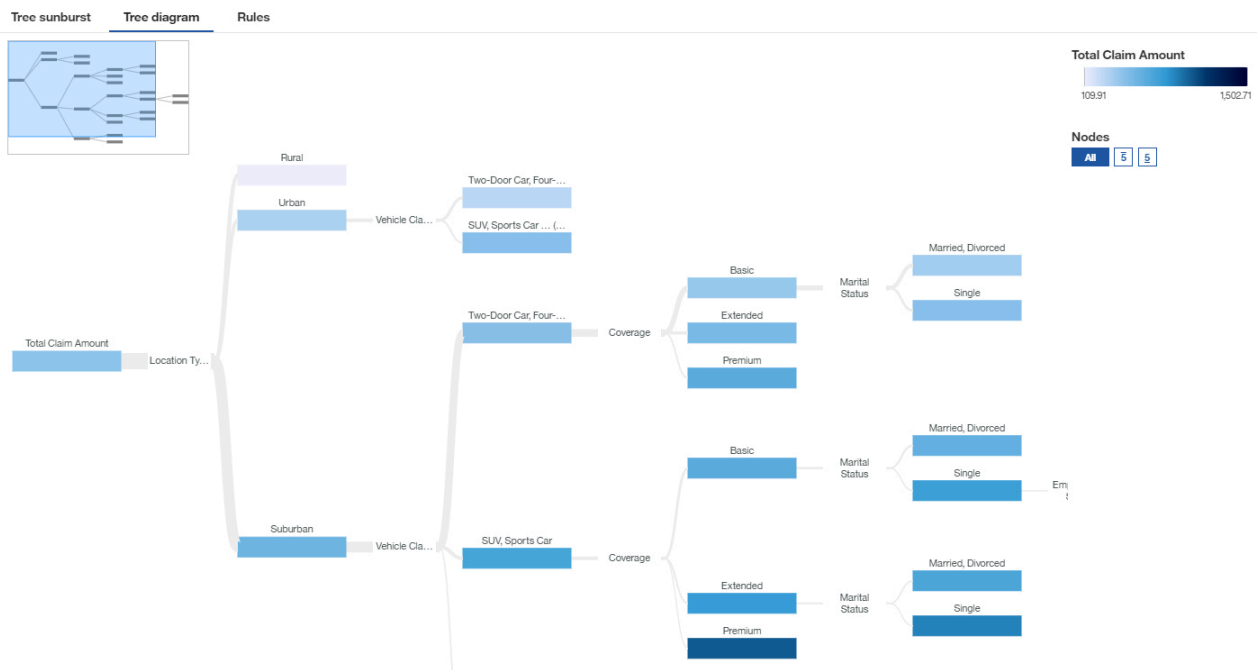 Tree sunburst
Tree diagram
Rules
Total Claim Amount
109.91
1,502.71
Nodes
All
5
5
Rural
Urban
Vehicle Cla...
Two-Door Car, Four-...
SUV, Sports Car ... (...
Total Claim Amount
Location Ty...
Two-Door Car, Four-...
Coverage
Basic
Marital
Status
Married, Divorced
Single
Extended
Premium
Suburban
Vehicle Cla...
SUV, Sports Car
Coverage
Basic
Marital
Status
Married, Divorced
Single
Extended
Marital
Status
Married, Divorced
Single
Premium